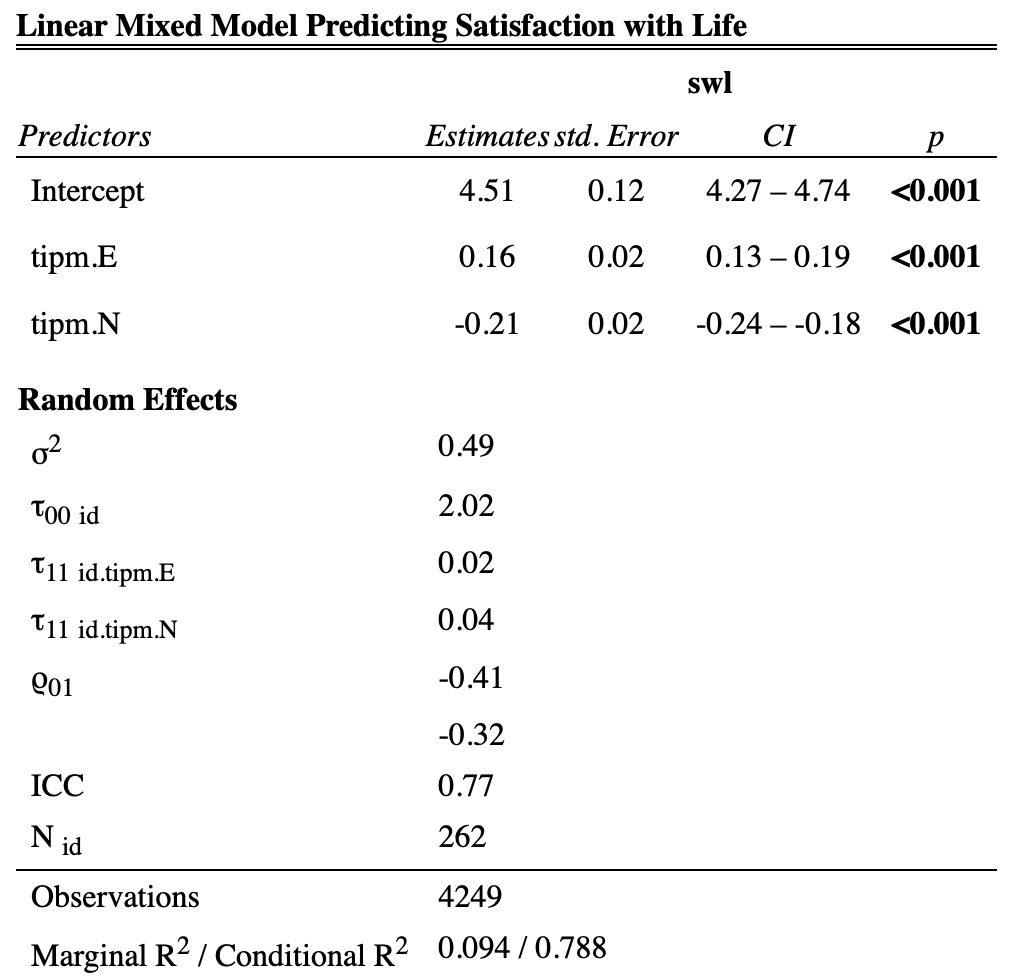 Linear Mixed Model Predicting Satisfaction with Life
swl
Predictors Estimates std. Error CI p
Intercept 4.51 0.12 4.27 – 4.74 <0.001
tipm.E 0.16 0.02 0.13 – 0.19 <0.001
tipm.N -0.21 0.02 -0.24 – -0.18 <0.001
Random Effects
σ² 0.49
τ₀₀ id 2.02
τ₁₁ id.tipm.E 0.02
τ₁₁ id.tipm.N 0.04
ϱ₀₁ -0.41
-0.32
ICC 0.77
N id 262
Observations 4249
Marginal R² / Conditional R² 0.094 / 0.788